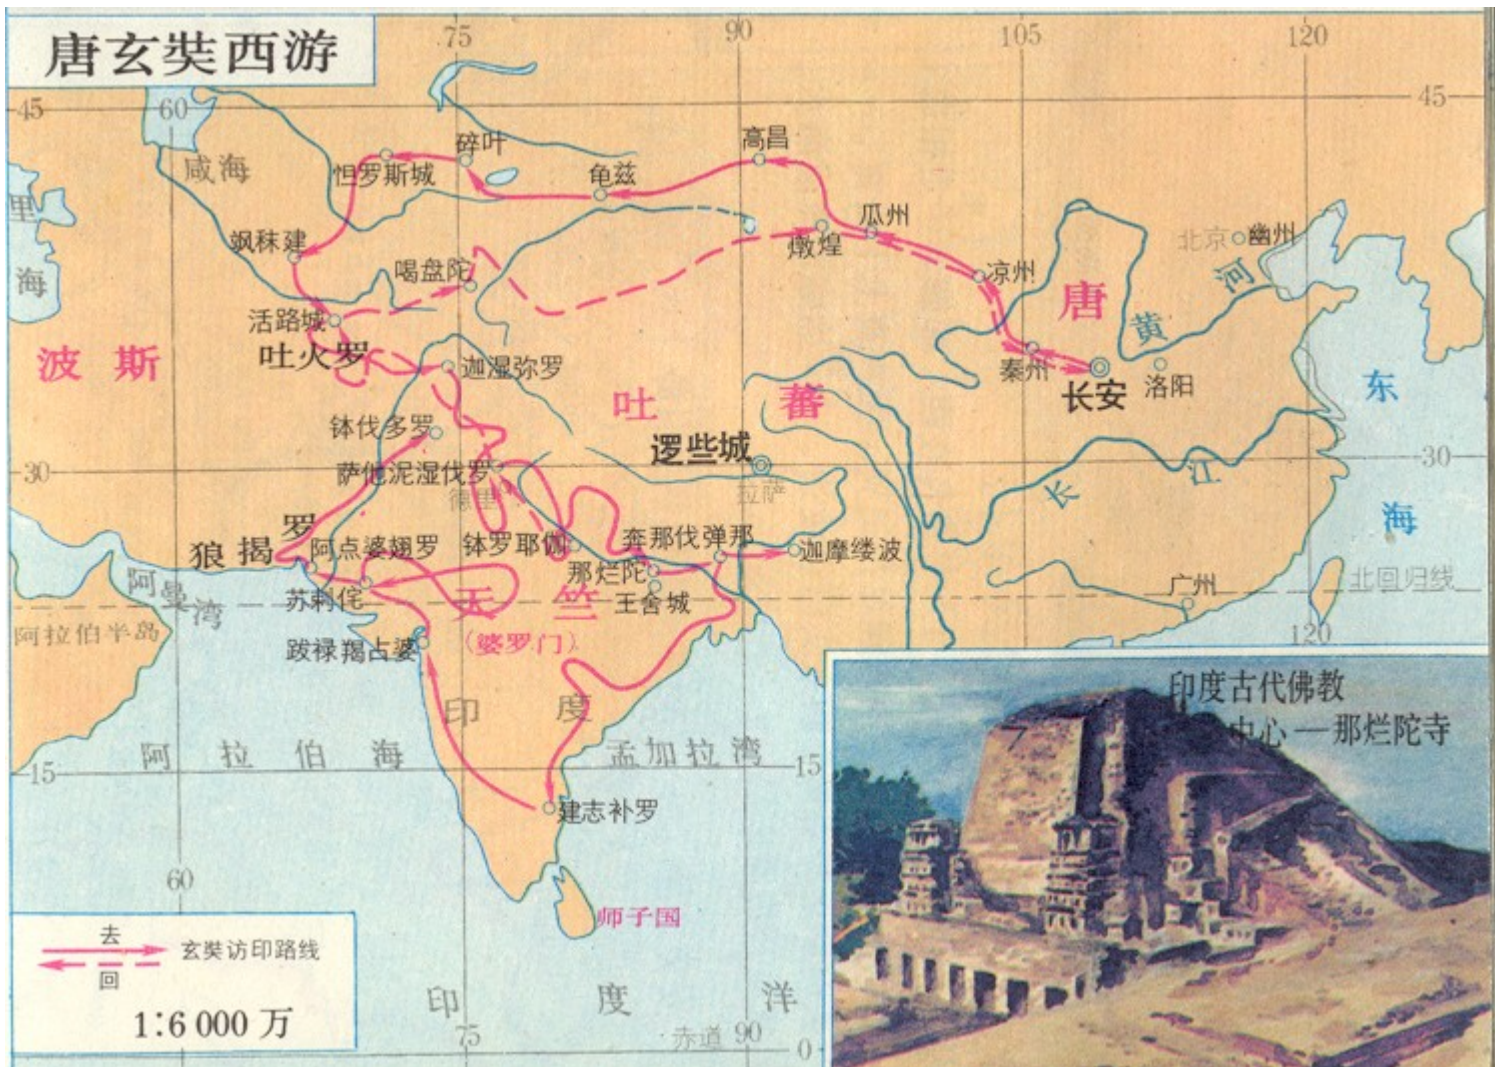 唐玄奘西游
75
90
105
120
45
60
45
咸海
里海
怛罗斯城
碎叶
龟兹
高昌
瓜州
燉煌
凉州
北京
幽州
飒秣建
喝盘陀
活路城
吐火罗
波斯
迦湿弥罗
唐
黄河
秦州
长安
洛阳
东海
吐蕃
钵伐多罗
逻些城
拉萨
30
30
萨他泥湿伐罗
德里
长江
狼揭罗
阿点婆翅罗
钵罗耶伽
奔那伐弹那
迦摩缕波
那烂陀
王舍城
阿曼湾
苏剌侘
天竺
(婆罗门)
广州
北回归线
阿拉伯半岛
跋禄羯占婆
120
印度
阿拉伯海
孟加拉湾
15
15
建志补罗
60
师子国
印度洋
75
赤道
90
0
去
玄奘访印路线
回
1:6 000 万
印度古代佛教
中心—那烂陀寺